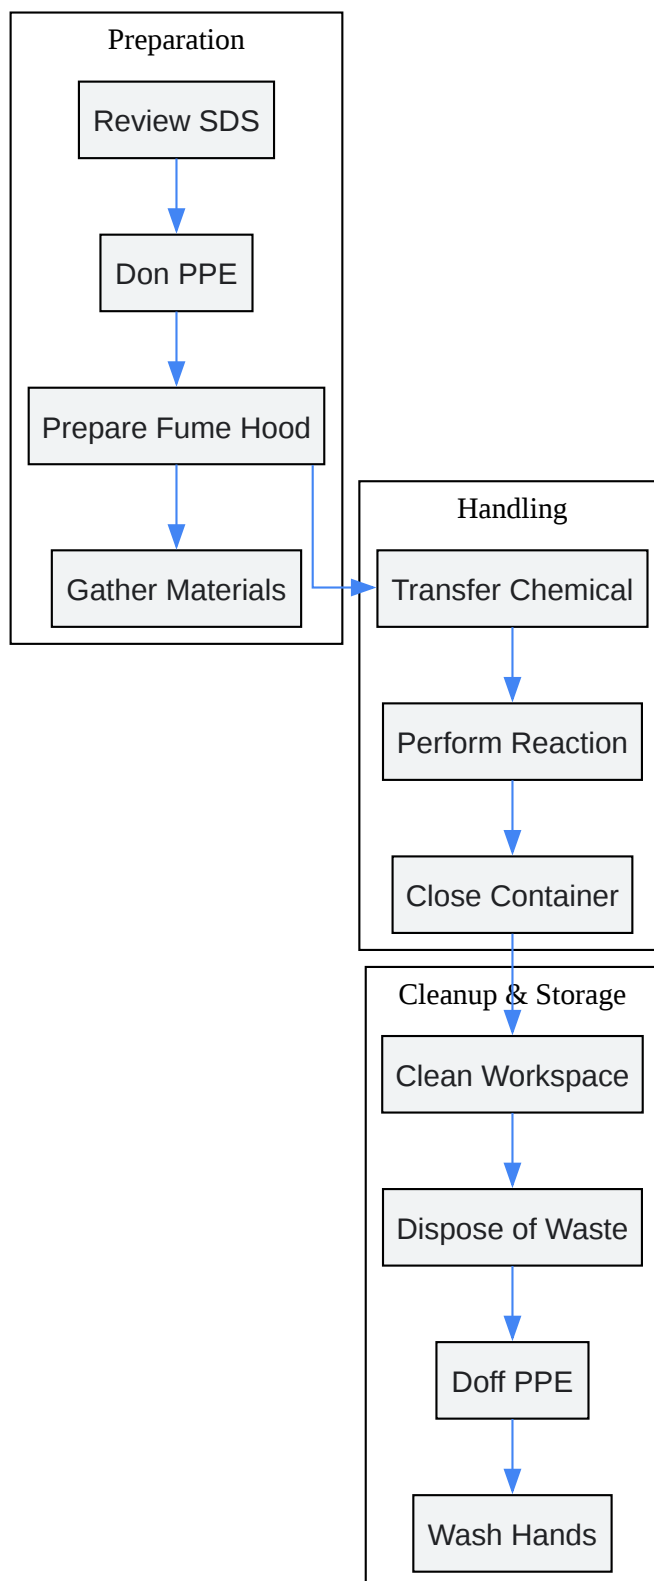 Preparation
Review SDS
Don PPE
Prepare Fume Hood
Gather Materials
Handling
Transfer Chemical
Perform Reaction
Close Container
Cleanup & Storage
Clean Workspace
Dispose of Waste
Doff PPE
Wash Hands